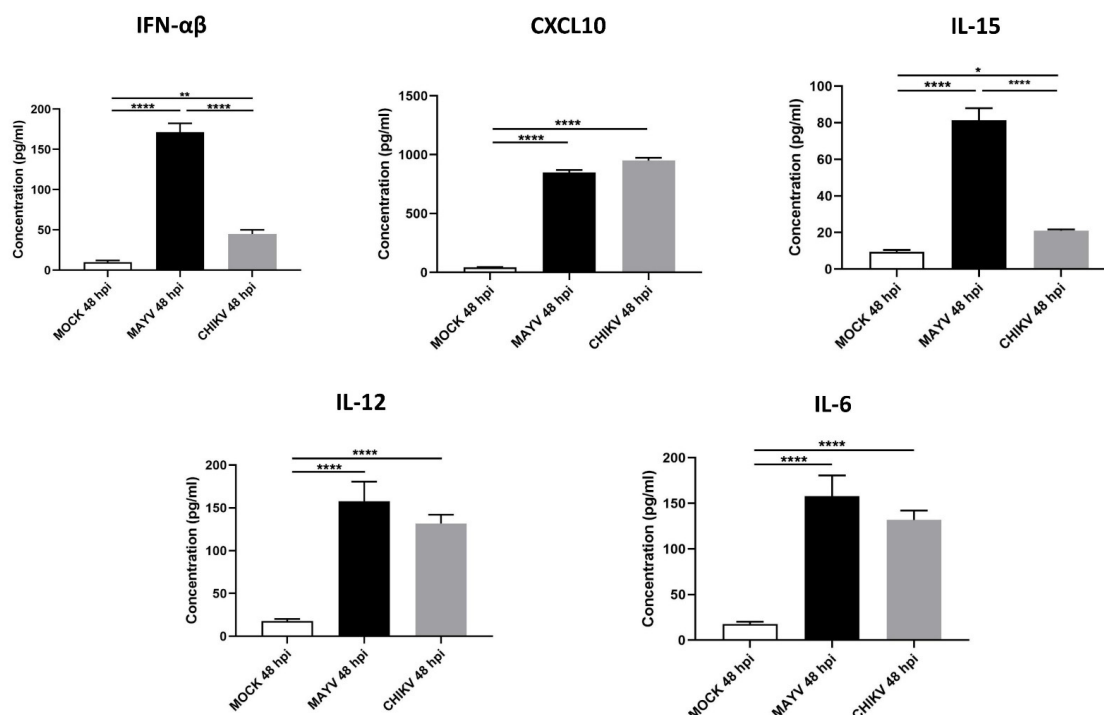 IFN-αβ
**
**** ****
Concentration (pg/ml)
200
150
100
50
0
MOCK 48 hpi
MAYV 48 hpi
CHIKV 48 hpi
CXCL10
****
****
Concentration (pg/ml)
1500
1000
500
0
MOCK 48 hpi
MAYV 48 hpi
CHIKV 48 hpi
IL-15
*
**** ****
Concentration (pg/ml)
100
80
60
40
20
0
MOCK 48 hpi
MAYV 48 hpi
CHIKV 48 hpi
IL-12
****
****
Concentration (pg/ml)
200
150
100
50
0
MOCK 48 hpi
MAYV 48 hpi
CHIKV 48 hpi
IL-6
****
****
Concentration (pg/ml)
200
150
100
50
0
MOCK 48 hpi
MAYV 48 hpi
CHIKV 48 hpi